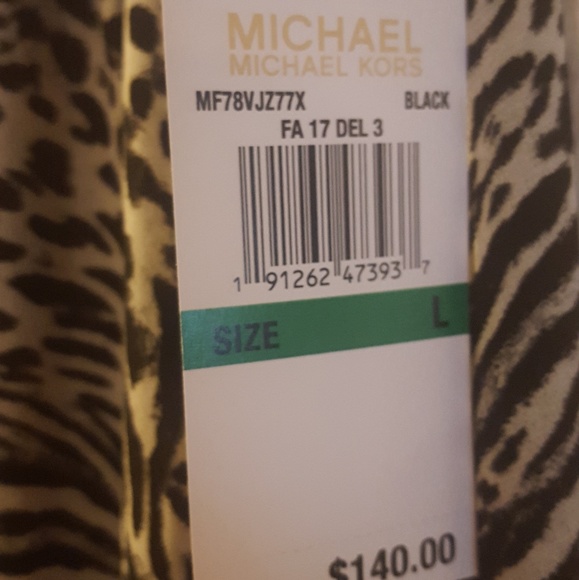 MICHAEL
MICHAEL KORS
MF78VJZ77X BLACK
FA 17 DEL 3
1 91262 47393 7
SIZE L
$140.00